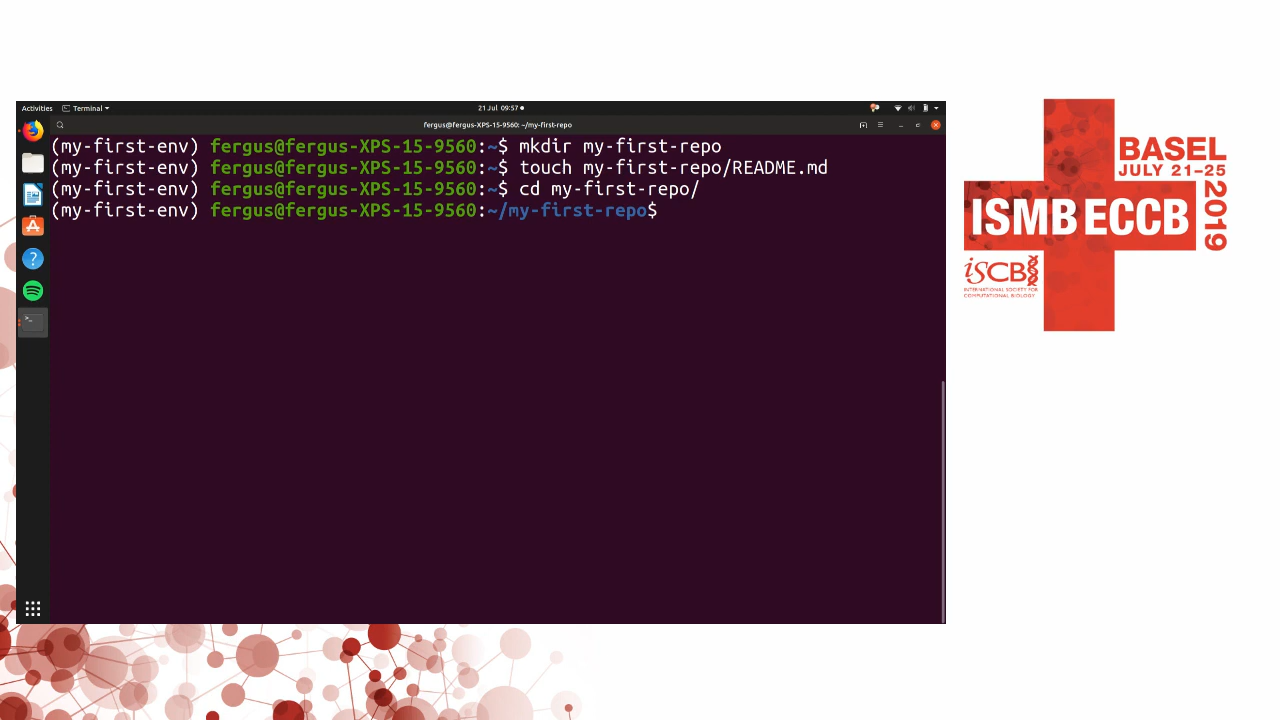 Activities
Terminal
21 Jul 09:57
fergus@fergus-XPS-15-9560: ~/my-first-repo
(my-first-env) fergus@fergus-XPS-15-9560:~$ mkdir my-first-repo
(my-first-env) fergus@fergus-XPS-15-9560:~$ touch my-first-repo/README.md
(my-first-env) fergus@fergus-XPS-15-9560:~$ cd my-first-repo/
(my-first-env) fergus@fergus-XPS-15-9560:~/my-first-repo$
BASEL
JULY 21–25
2019
ISMB ECCB
iSCB
INTERNATIONAL SOCIETY FOR
COMPUTATIONAL BIOLOGY